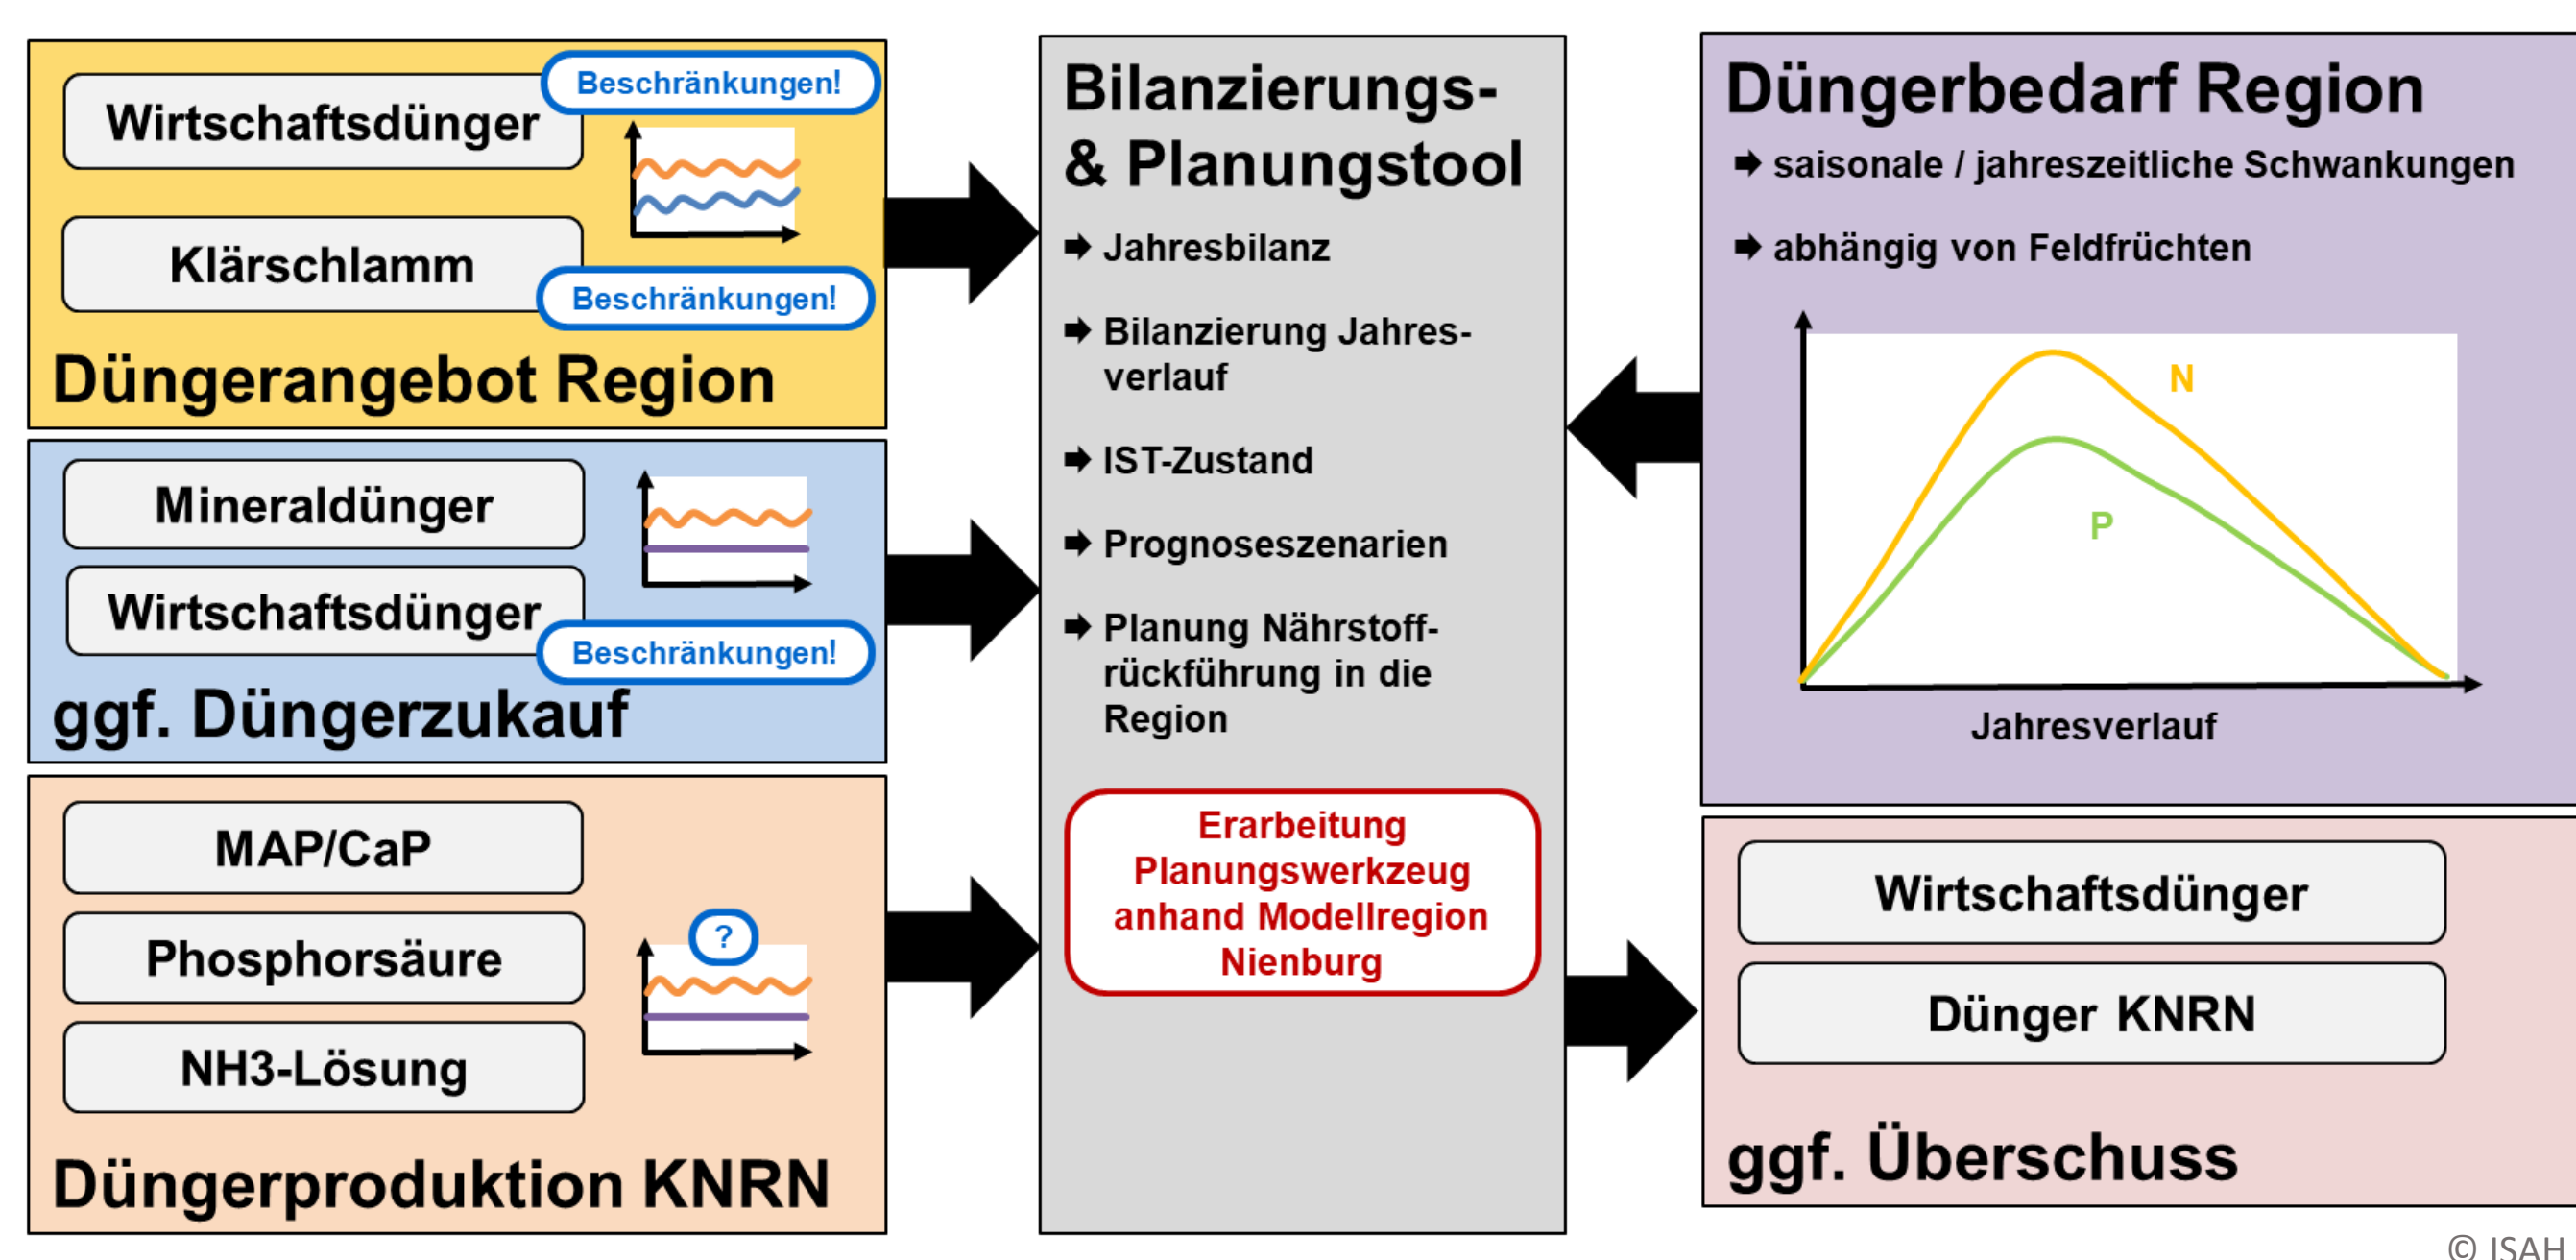 Wirtschaftsdünger
Beschränkungen!
Klärschlamm
Beschränkungen!
Düngerangebot Region
Mineraldünger
Wirtschaftsdünger
Beschränkungen!
ggf. Düngerzukauf
MAP/CaP
Phosphorsäure
?
NH3-Lösung
Düngerproduktion KNRN
Bilanzierungs-
& Planungstool
Jahresbilanz
Bilanzierung Jahres-
verlauf
IST-Zustand
Prognoseszenarien
Planung Nährstoff-
rückführung in die
Region
Erarbeitung
Planungswerkzeug
anhand Modellregion
Nienburg
Düngerbedarf Region
saisonale / jahreszeitliche Schwankungen
abhängig von Feldfrüchten
N
P
Jahresverlauf
Wirtschaftsdünger
Dünger KNRN
ggf. Überschuss
© ISAH